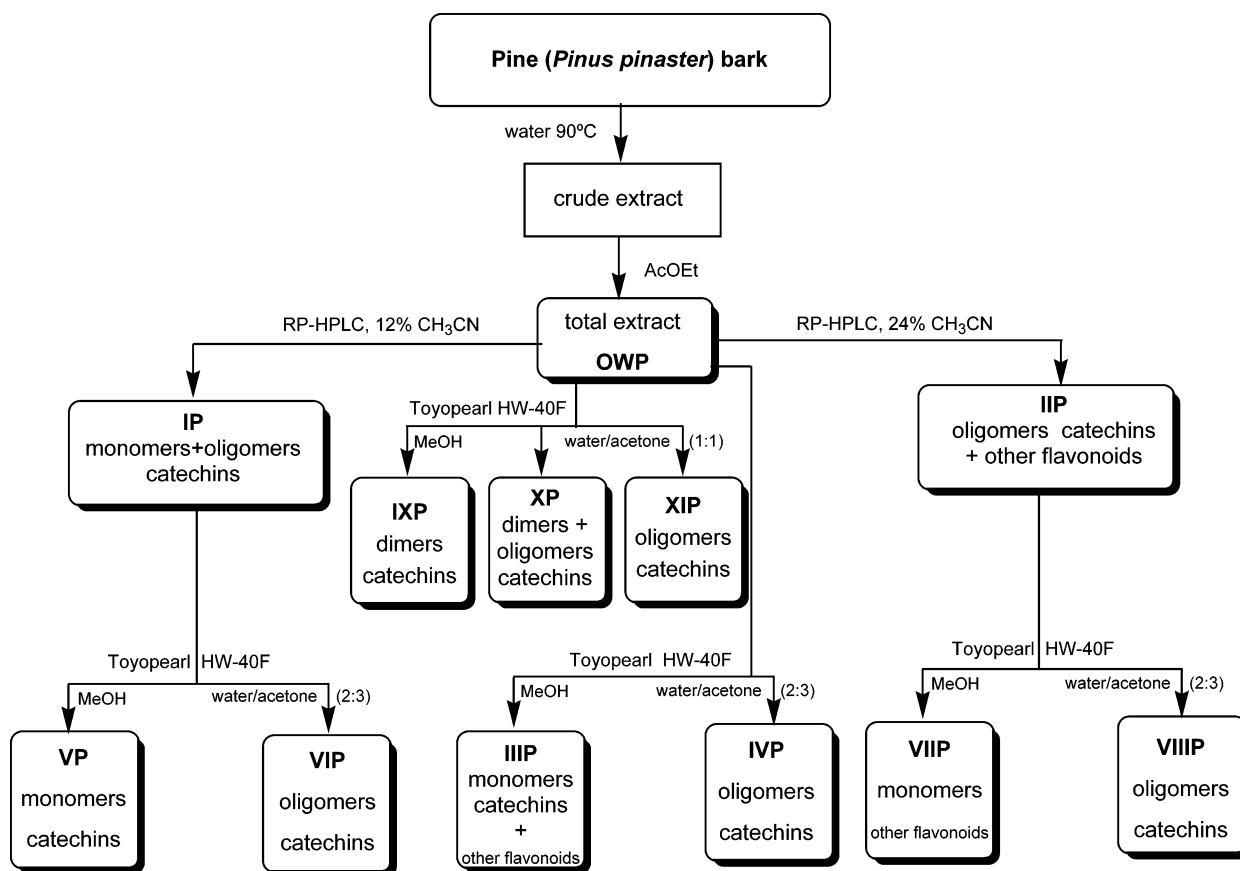 Pine (Pinus pinaster) bark
water 90ºC
crude extract
AcOEt
total extract
OWP
RP-HPLC, 12% CH₃CN
RP-HPLC, 24% CH₃CN
IP
monomers+oligomers
catechins
IIP
oligomers catechins
+ other flavonoids
Toyopearl HW-40F
MeOH
water/acetone (1:1)
IXP
dimers
catechins
XP
dimers +
oligomers
catechins
XIP
oligomers
catechins
Toyopearl HW-40F
MeOH
water/acetone (2:3)
VP
monomers
catechins
VIP
oligomers
catechins
Toyopearl HW-40F
MeOH
water/acetone (2:3)
IIIP
monomers
catechins
+
other flavonoids
IVP
oligomers
catechins
Toyopearl HW-40F
MeOH
water/acetone (2:3)
VIIP
monomers
other flavonoids
VIIIP
oligomers
catechins